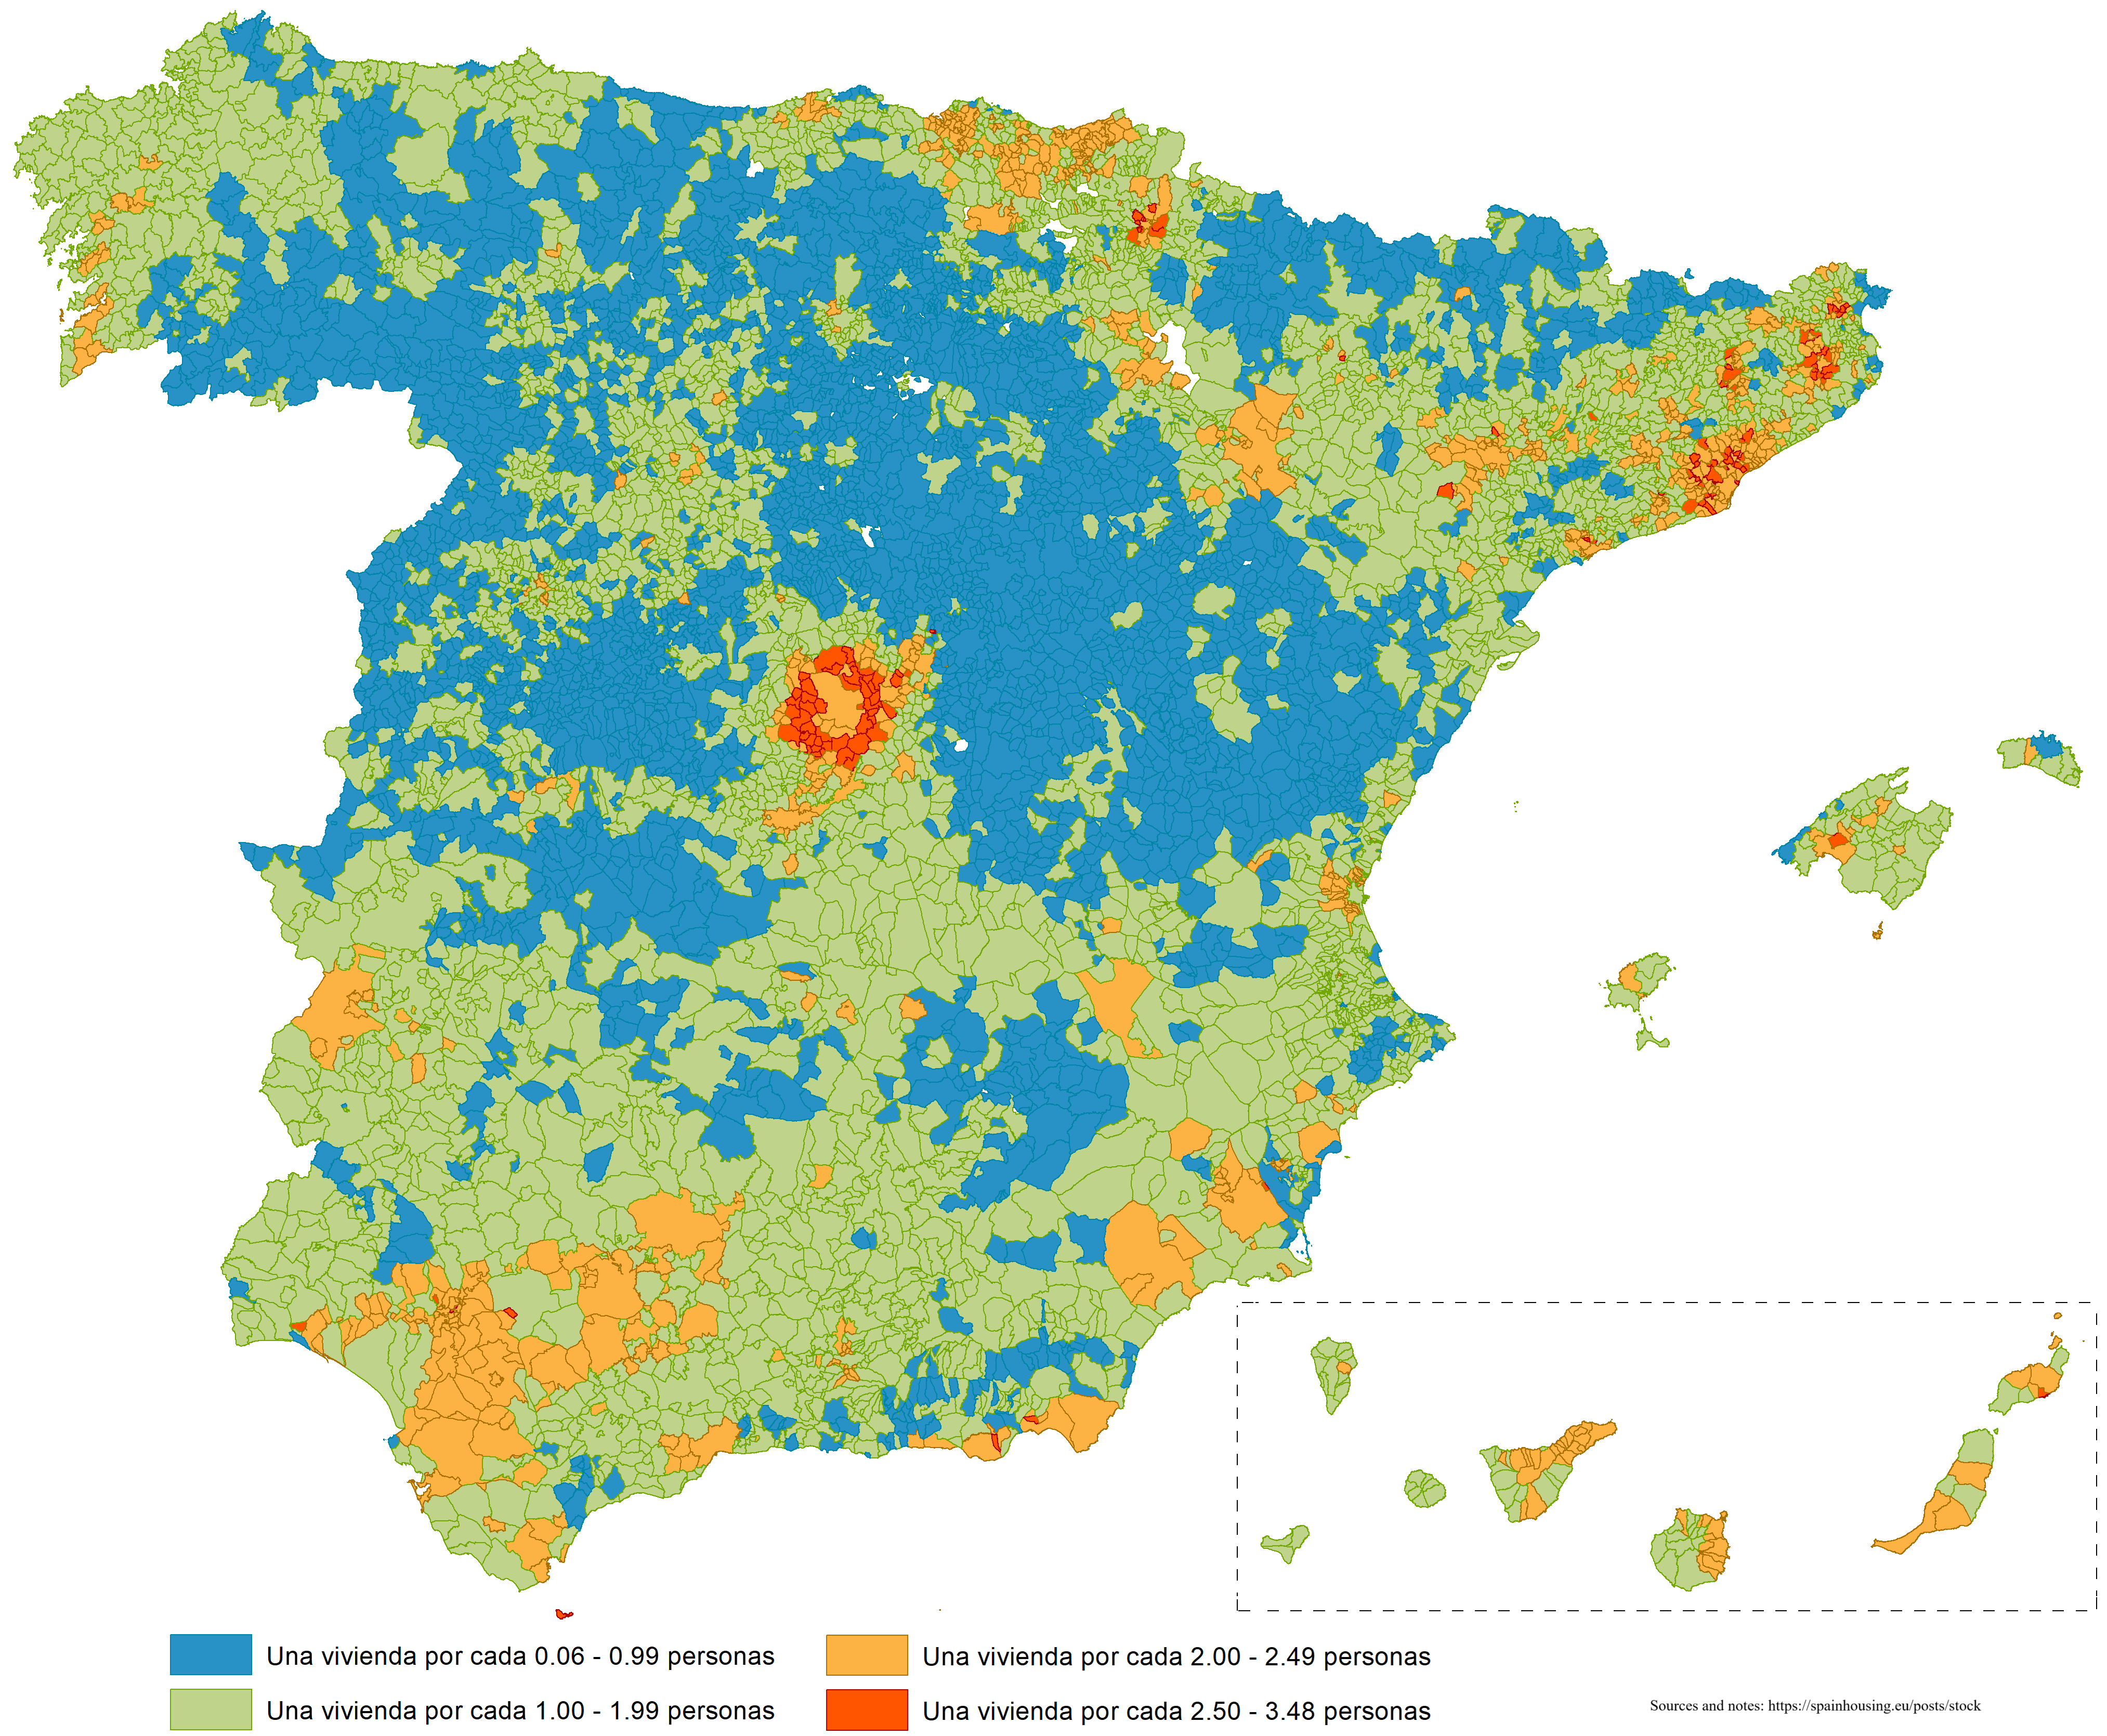 Una vivienda por cada 0.06 - 0.99 personas
Una vivienda por cada 2.00 - 2.49 personas
Una vivienda por cada 1.00 - 1.99 personas
Una vivienda por cada 2.50 - 3.48 personas
Sources and notes: https://spainhousing.eu/posts/stock